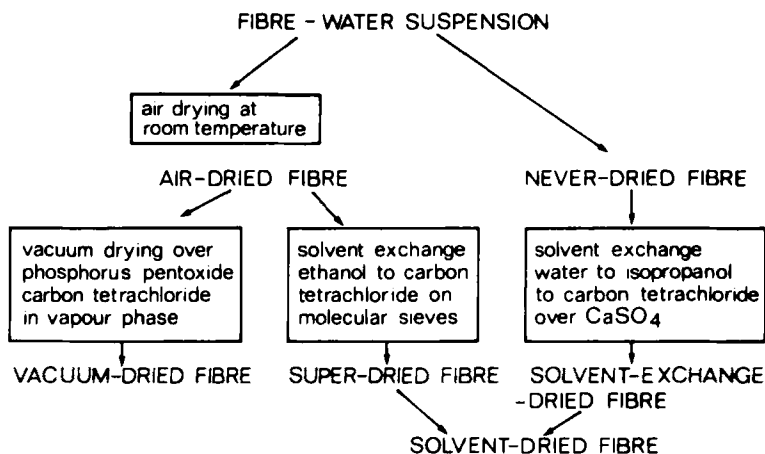 FIBRE - WATER SUSPENSION
air drying at
room temperature
AIR-DRIED FIBRE
NEVER-DRIED FIBRE
vacuum drying over
phosphorus pentoxide
carbon tetrachloride
in vapour phase
solvent exchange
ethanol to carbon
tetrachloride on
molecular sieves
solvent exchange
water to isopropanol
to carbon tetrachloride
over CaSO4
VACUUM-DRIED FIBRE
SUPER-DRIED FIBRE
SOLVENT-EXCHANGE
-DRIED FIBRE
SOLVENT-DRIED FIBRE